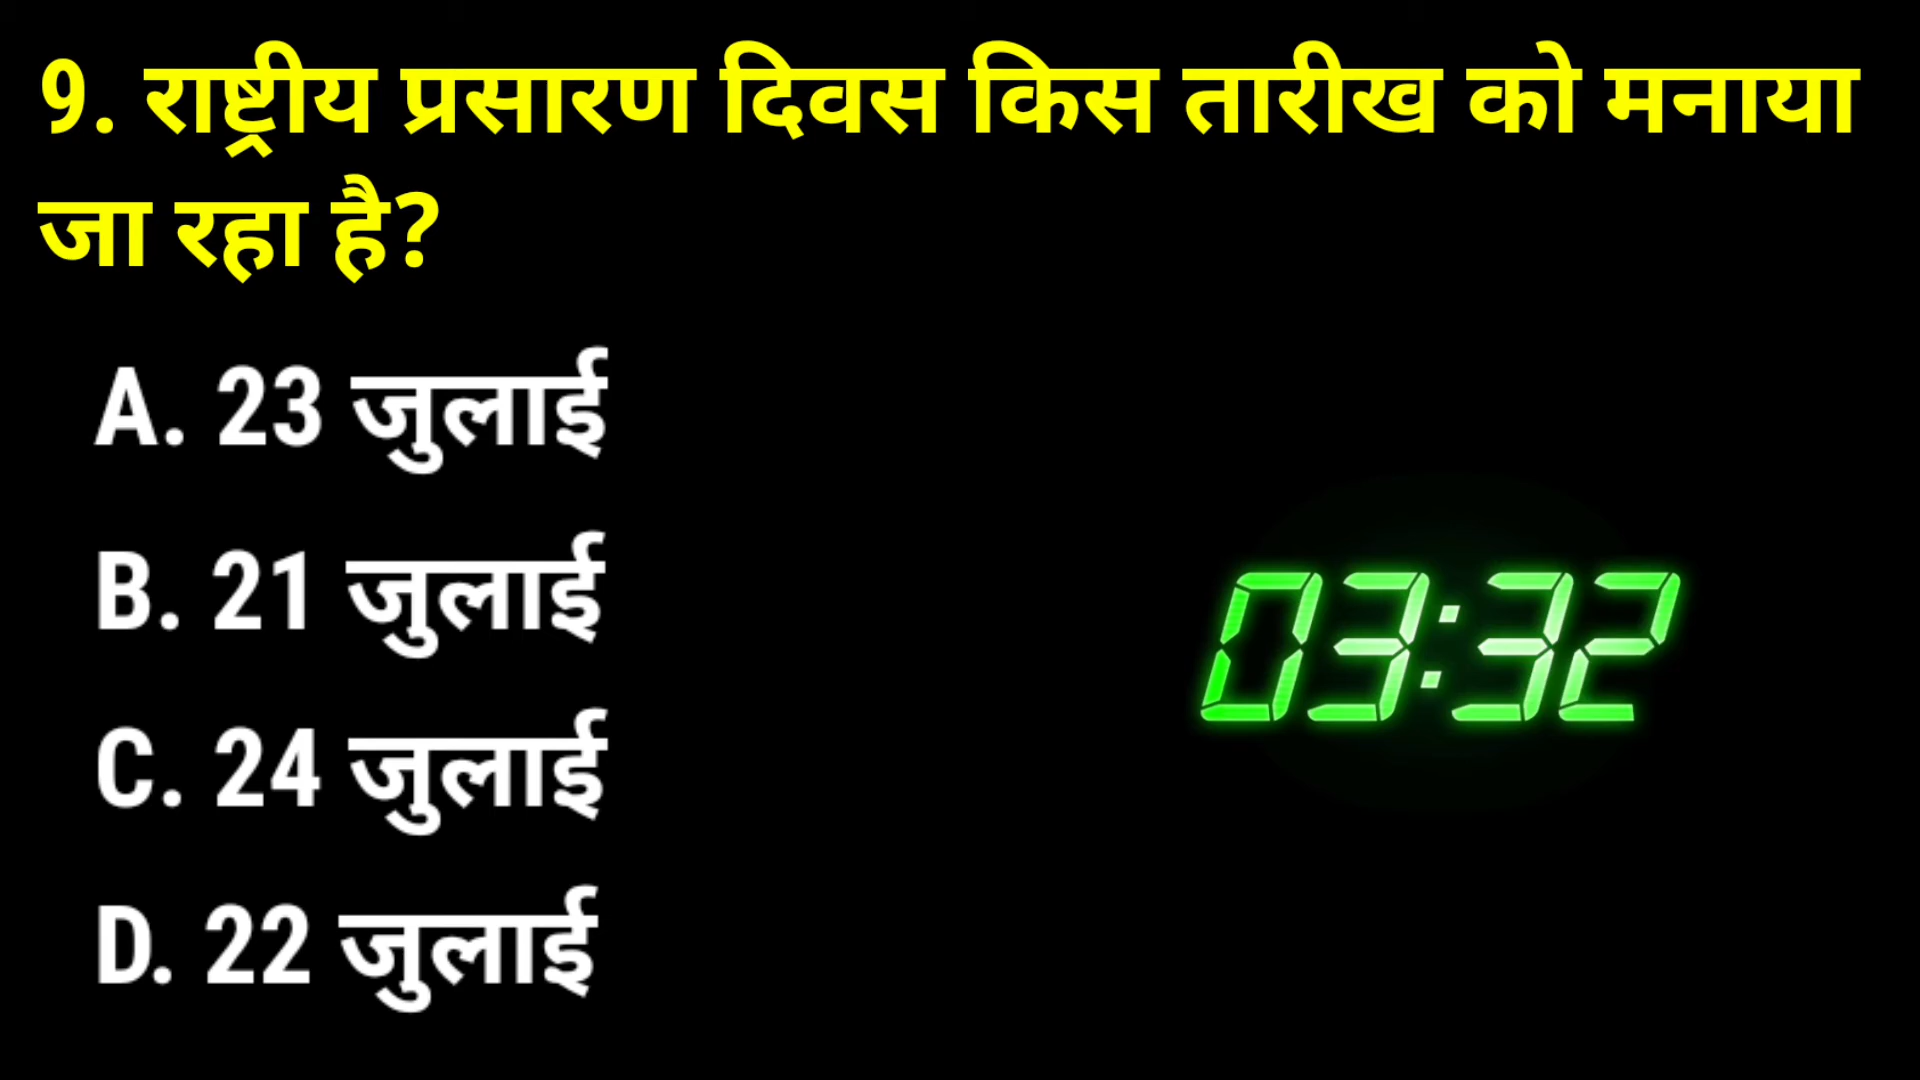 9. राष्ट्रीय प्रसारण दिवस किस तारीख को मनाया
जा रहा है?
A. 23 जुलाई
B. 21 जुलाई
C. 24 जुलाई
D. 22 जुलाई
03:32